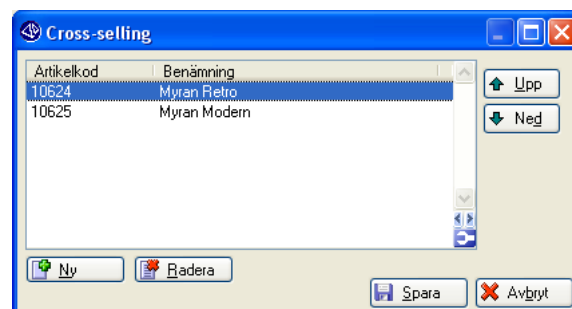 Cross-selling
Artikelkod Benämning
10624 Myran Retro
10625 Myran Modern
Upp
Ned
Ny Radera
Spara Avbryt